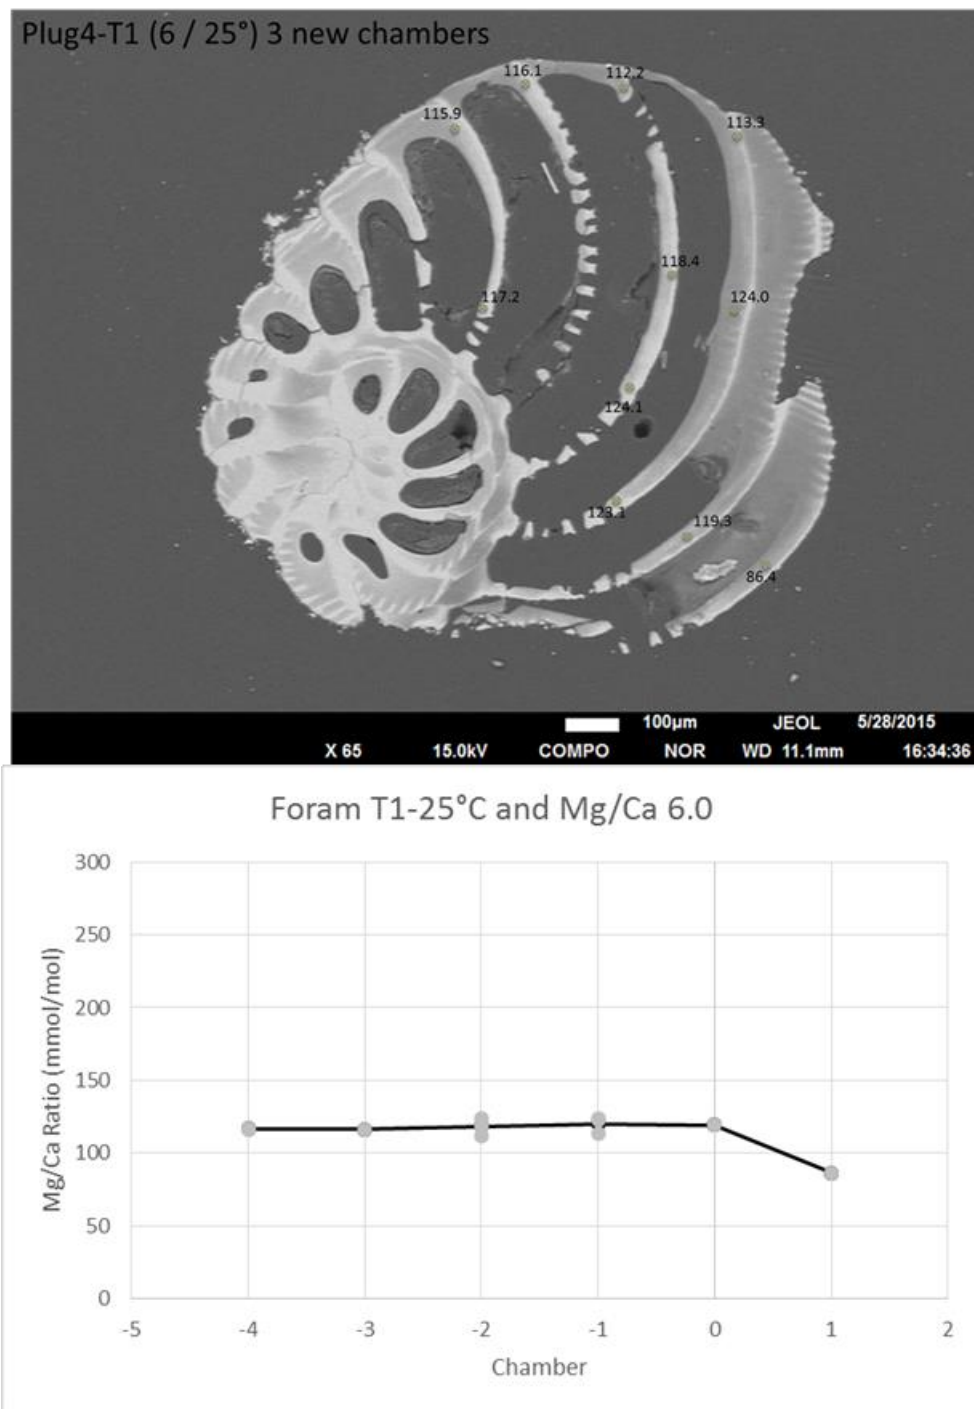 Plug4-T1 (6 / 25°) 3 new chambers
116.1
112.2
115.9
113.3
118.4
117.2
124.0
124.1
123.1
119.3
86.4
100µm JEOL 5/28/2015
X 65 15.0kV COMPO NOR WD 11.1mm 16:34:36
Foram T1-25°C and Mg/Ca 6.0
Mg/Ca Ratio (mmol/mol)
300
250
200
150
100
50
0
-5 -4 -3 -2 -1 0 1 2
Chamber